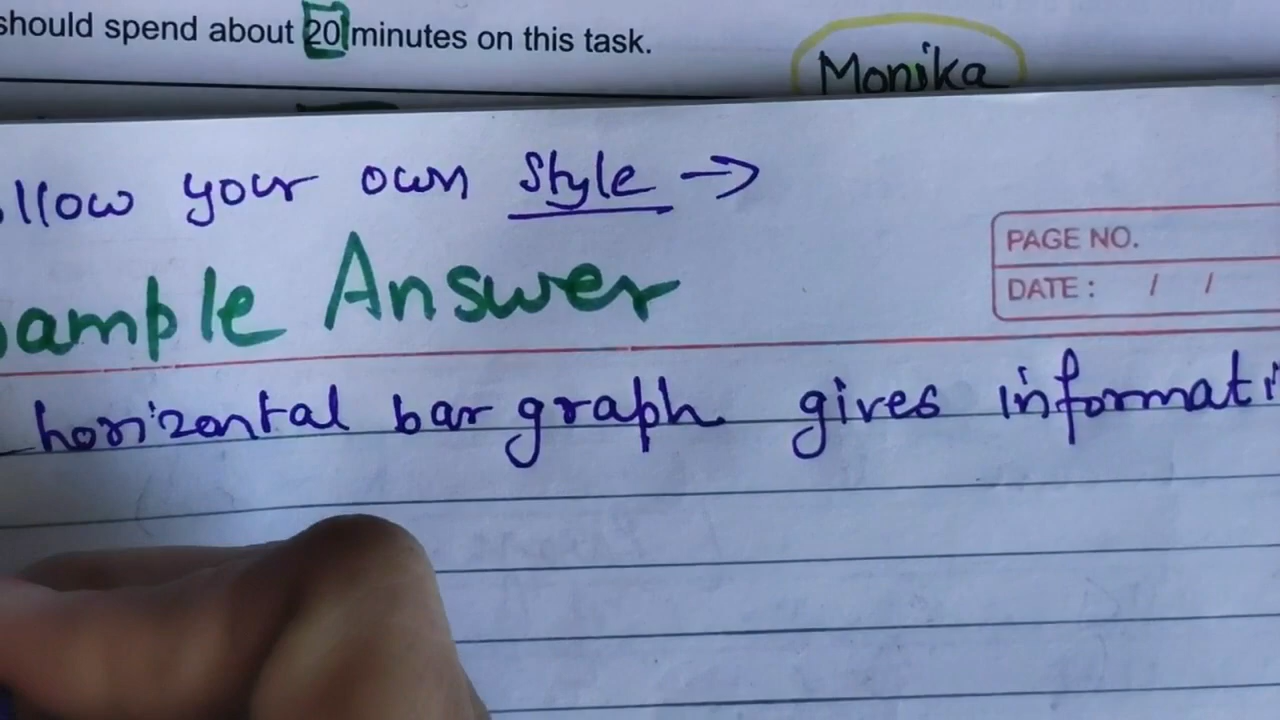 should spend about 20 minutes on this task.
Monika
llow your own style →
ample Answer
PAGE NO.
DATE : / /
horizontal bar graph gives informati